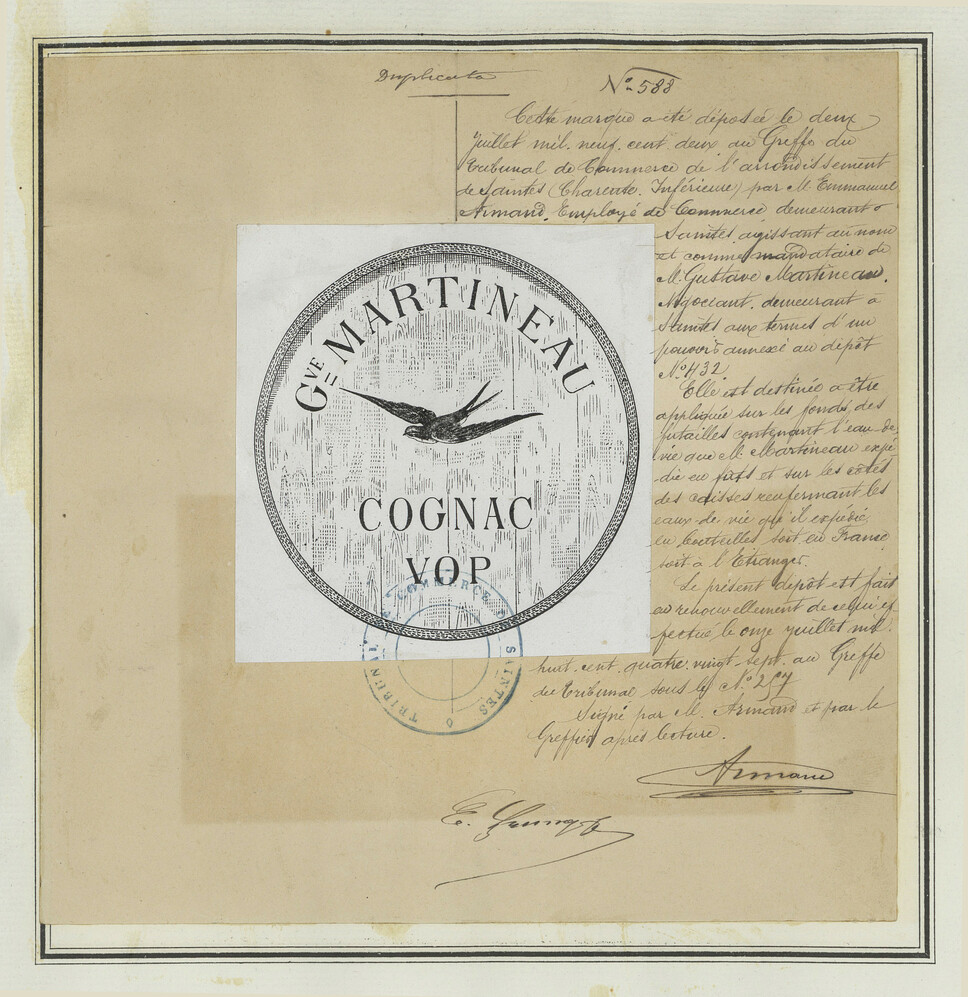 Duplicata
N° 588
Cette marque a été déposée le deux
Juillet mil. neuf. cent deux au Greffe du
Tribunal de Commerce de l'arrondissement
de Saintes (Charente. Inférieure) par M. Emmanuel
Armand, Employé de Commerce, demeurant à
Saintes, agissant au nom
et comme mandataire de
M. Gustave Martineau,
Négociant, demeurant à
Saintes aux termes d'un
pouvoir annexé au dépôt
N° 432
Elle est destinée a être
appliquée sur les fonds, des
futailles contenant l'eau-de-
vie que M. Martineau expé-
die en fûts et sur les côtés
des caisses renfermant les
eaux-de-vie qu'il expédie
en bouteilles soit en France
soit a l'Etranger.
Le présent dépôt est fait
en renouvellement de celui ef
fectué le onze juillet mil.
huit. cent. quatre. vingt. sept. au Greffe
du Tribunal sous le N°
Signé par M. Armand et par le
Greffier après lecture.
Armand
E.
Gve MARTINEAU
COGNAC
VOP
TRIBUNAL DE COMMERCE DE SAINTES